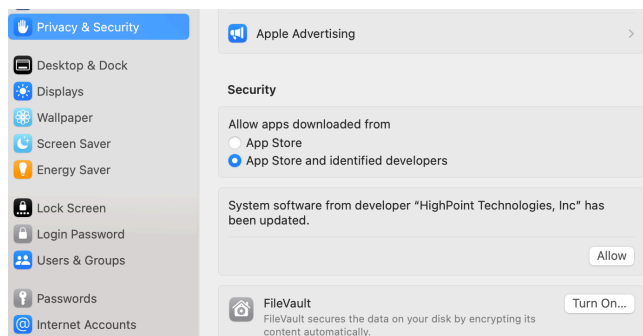 Privacy & Security
Desktop & Dock
Displays
Wallpaper
Screen Saver
Energy Saver
Lock Screen
Login Password
Users & Groups
Passwords
Internet Accounts
Apple Advertising
Security
Allow apps downloaded from
App Store
App Store and identified developers
System software from developer “HighPoint Technologies, Inc” has
been updated.
Allow
FileVault
Turn On...
FileVault secures the data on your disk by encrypting its
content automatically.